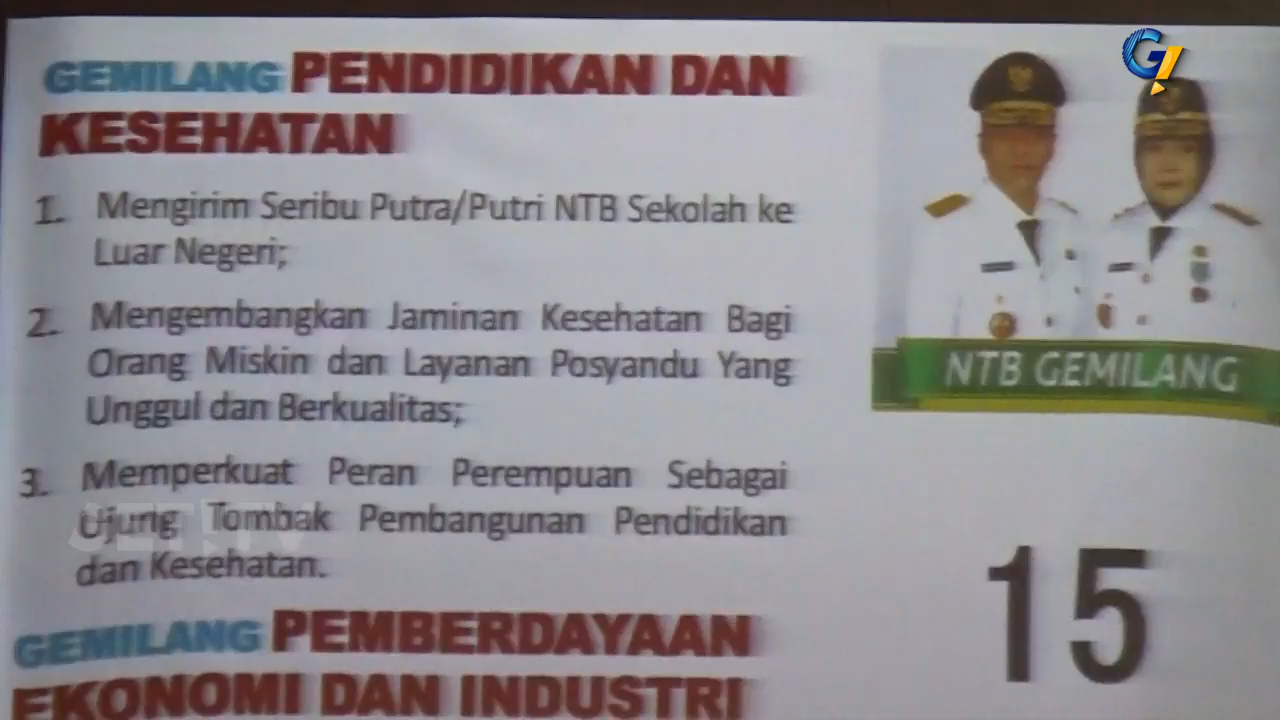 GEMILANG PENDIDIKAN DAN
KESEHATAN
1. Mengirim Seribu Putra/Putri NTB Sekolah ke
Luar Negeri;
2. Mengembangkan Jaminan Kesehatan Bagi
Orang Miskin dan Layanan Posyandu Yang
Unggul dan Berkualitas;
3. Memperkuat Peran Perempuan Sebagai
Ujung Tombak Pembangunan Pendidikan
dan Kesehatan.
GEMILANG PEMBERDAYAAN
EKONOMI DAN INDUSTRI
G!
NTB GEMILANG
15
GET!TV